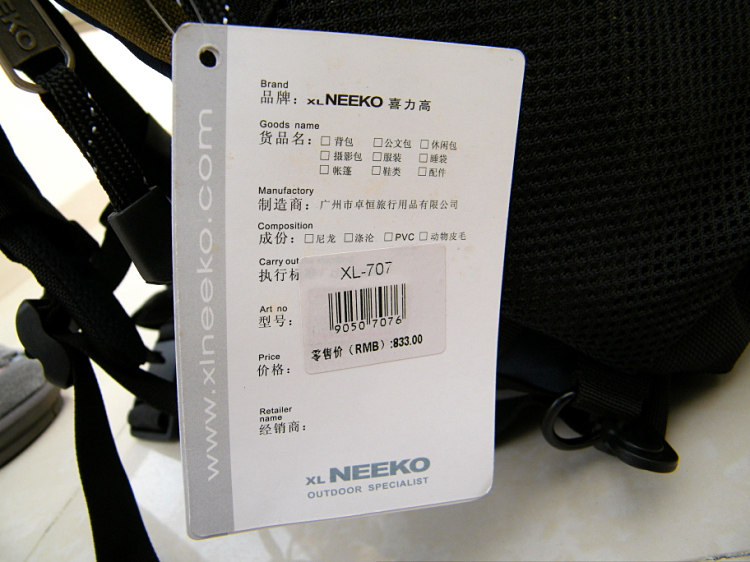 NEEKO
www.xlneeko.com
Brand
品牌：XL NEEKO 喜力高
Goods name
货品名：□背包 □公文包 □休闲包
□摄影包 □服装 □睡袋
□帐篷 □鞋类 □配件
Manufactory
制造商：广州市卓恒旅行用品有限公司
Composition
成份：□尼龙 □涤沦 □PVC □动物皮毛
Carry out
执行标
XL-707
Art no
型号：
90507076
零售价（RMB）:833.00
Price
价格：
Retailer
name
经销商：
XL NEEKO
OUTDOOR SPECIALIST